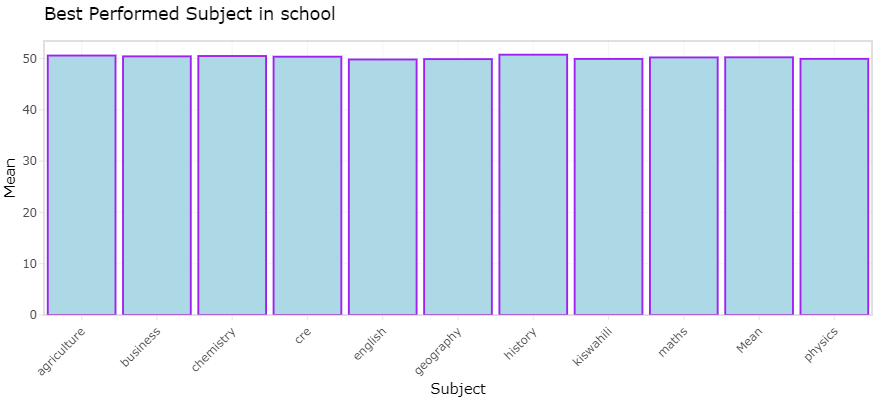 Best Performed Subject in school
Mean
50
40
30
20
10
0
agriculture
business
chemistry
cre
english
geography
history
kiswahili
maths
Mean
physics
Subject